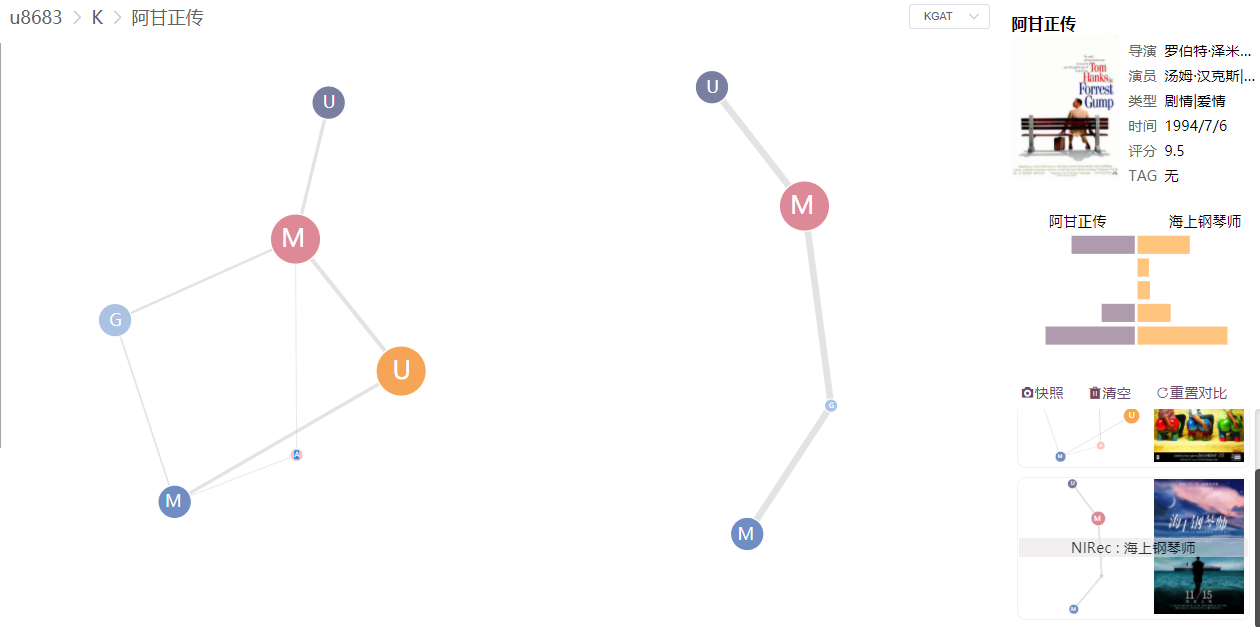 u8683 > K > 阿甘正传
KGAT
U
M
G
U
A
M
U
M
G
M
阿甘正传
Tom
Hanks is
Forrest
Gump
导演 罗伯特·泽米...
演员 汤姆·汉克斯|...
类型 剧情|爱情
时间 1994/7/6
评分 9.5
TAG 无
阿甘正传 海上钢琴师
快照 清空 重置对比
U
M
U
M
海上钢琴师
NIRec : 海上钢琴师
11/15
M